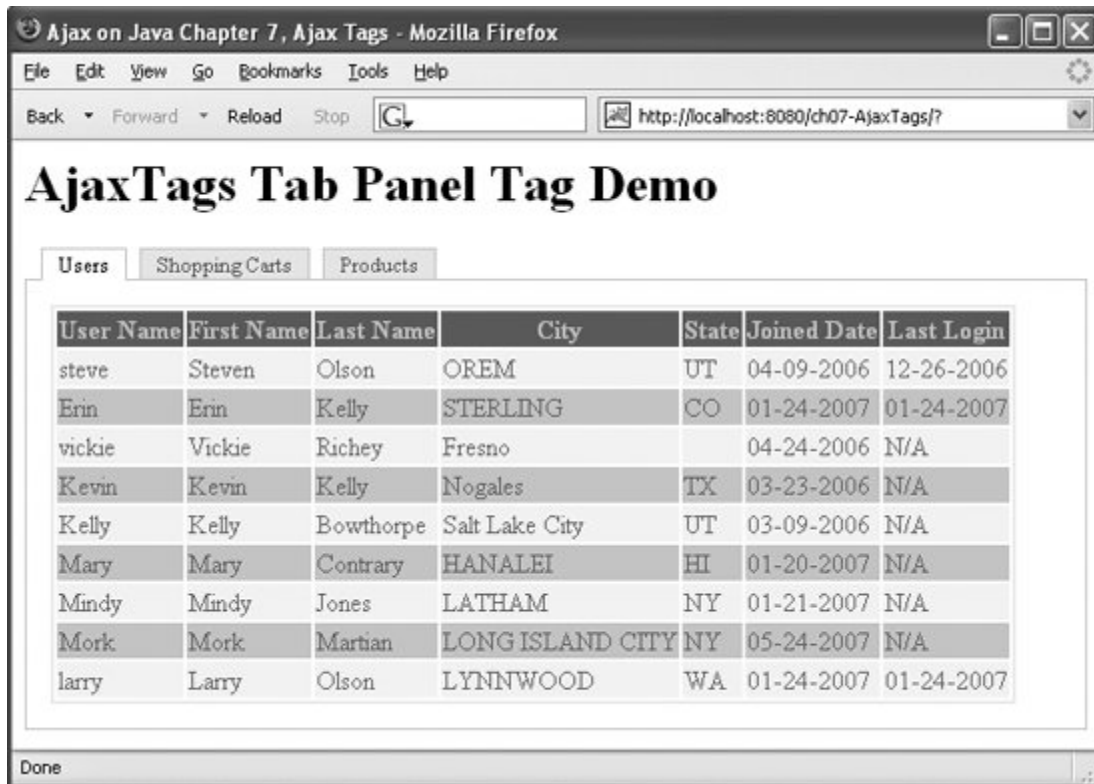 Ajax on Java Chapter 7, Ajax Tags - Mozilla Firefox
File Edit View Go Bookmarks Tools Help
Back Forward Reload Stop G http://localhost:8080/ch07-AjaxTags/?
AjaxTags Tab Panel Tag Demo
Users Shopping Carts Products
User Name First Name Last Name City State Joined Date Last Login
steve Steven Olson OREM UT 04-09-2006 12-26-2006
Erin Erin Kelly STERLING CO 01-24-2007 01-24-2007
vickie Vickie Richey Fresno 04-24-2006 N/A
Kevin Kevin Kelly Nogales TX 03-23-2006 N/A
Kelly Kelly Bowthorpe Salt Lake City UT 03-09-2006 N/A
Mary Mary Contrary HANALEI HI 01-20-2007 N/A
Mindy Mindy Jones LATHAM NY 01-21-2007 N/A
Mork Mork Martian LONG ISLAND CITY NY 05-24-2007 N/A
larry Larry Olson LYNNWOOD WA 01-24-2007 01-24-2007
Done